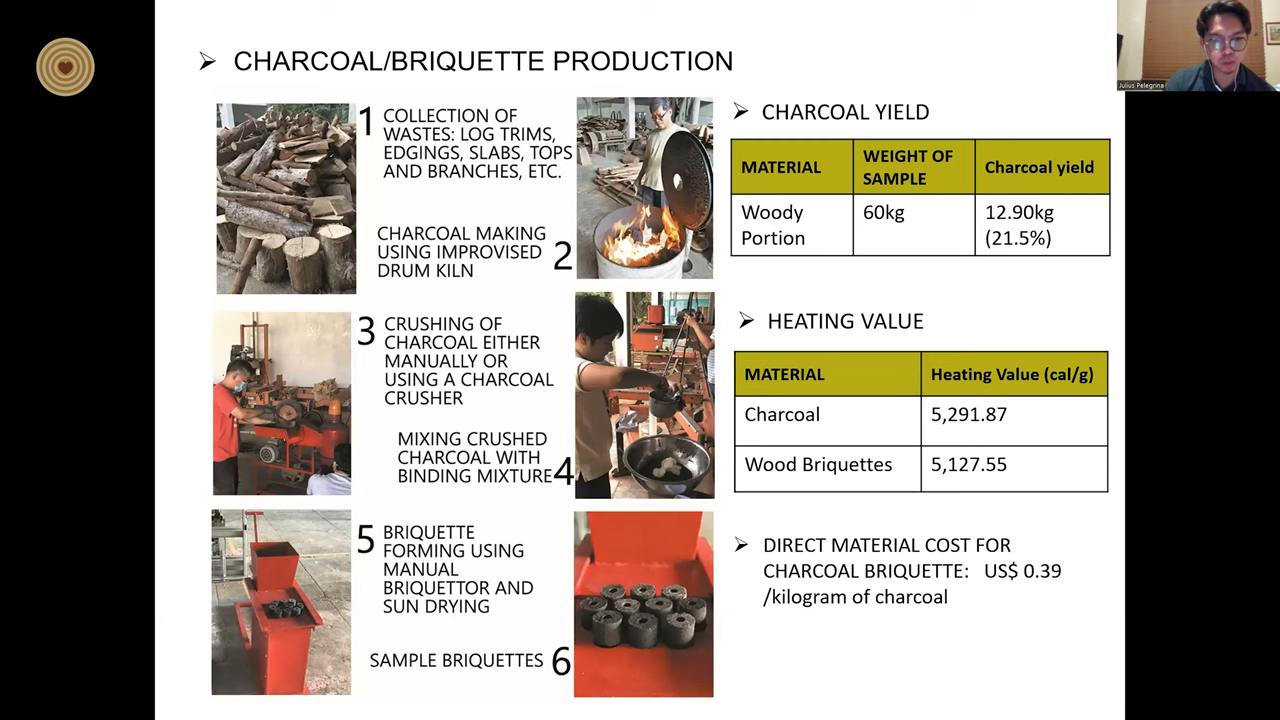 ➢ CHARCOAL/BRIQUETTE PRODUCTION
1
COLLECTION OF
WASTES: LOG TRIMS,
EDGINGS, SLABS, TOPS
AND BRANCHES, ETC.
CHARCOAL MAKING
USING IMPROVISED
DRUM KILN
2
3
CRUSHING OF
CHARCOAL EITHER
MANUALLY OR
USING A CHARCOAL
CRUSHER
MIXING CRUSHED
CHARCOAL WITH
BINDING MIXTURE
4
5
BRIQUETTE
FORMING USING
MANUAL
BRIQUETTOR AND
SUN DRYING
SAMPLE BRIQUETTES 6
➢ CHARCOAL YIELD
MATERIAL WEIGHT OF SAMPLE Charcoal yield
Woody Portion 60kg 12.90kg (21.5%)
➢ HEATING VALUE
MATERIAL Heating Value (cal/g)
Charcoal 5,291.87
Wood Briquettes 5,127.55
➢ DIRECT MATERIAL COST FOR
CHARCOAL BRIQUETTE: US$ 0.39
/kilogram of charcoal
Julius Pelegrina